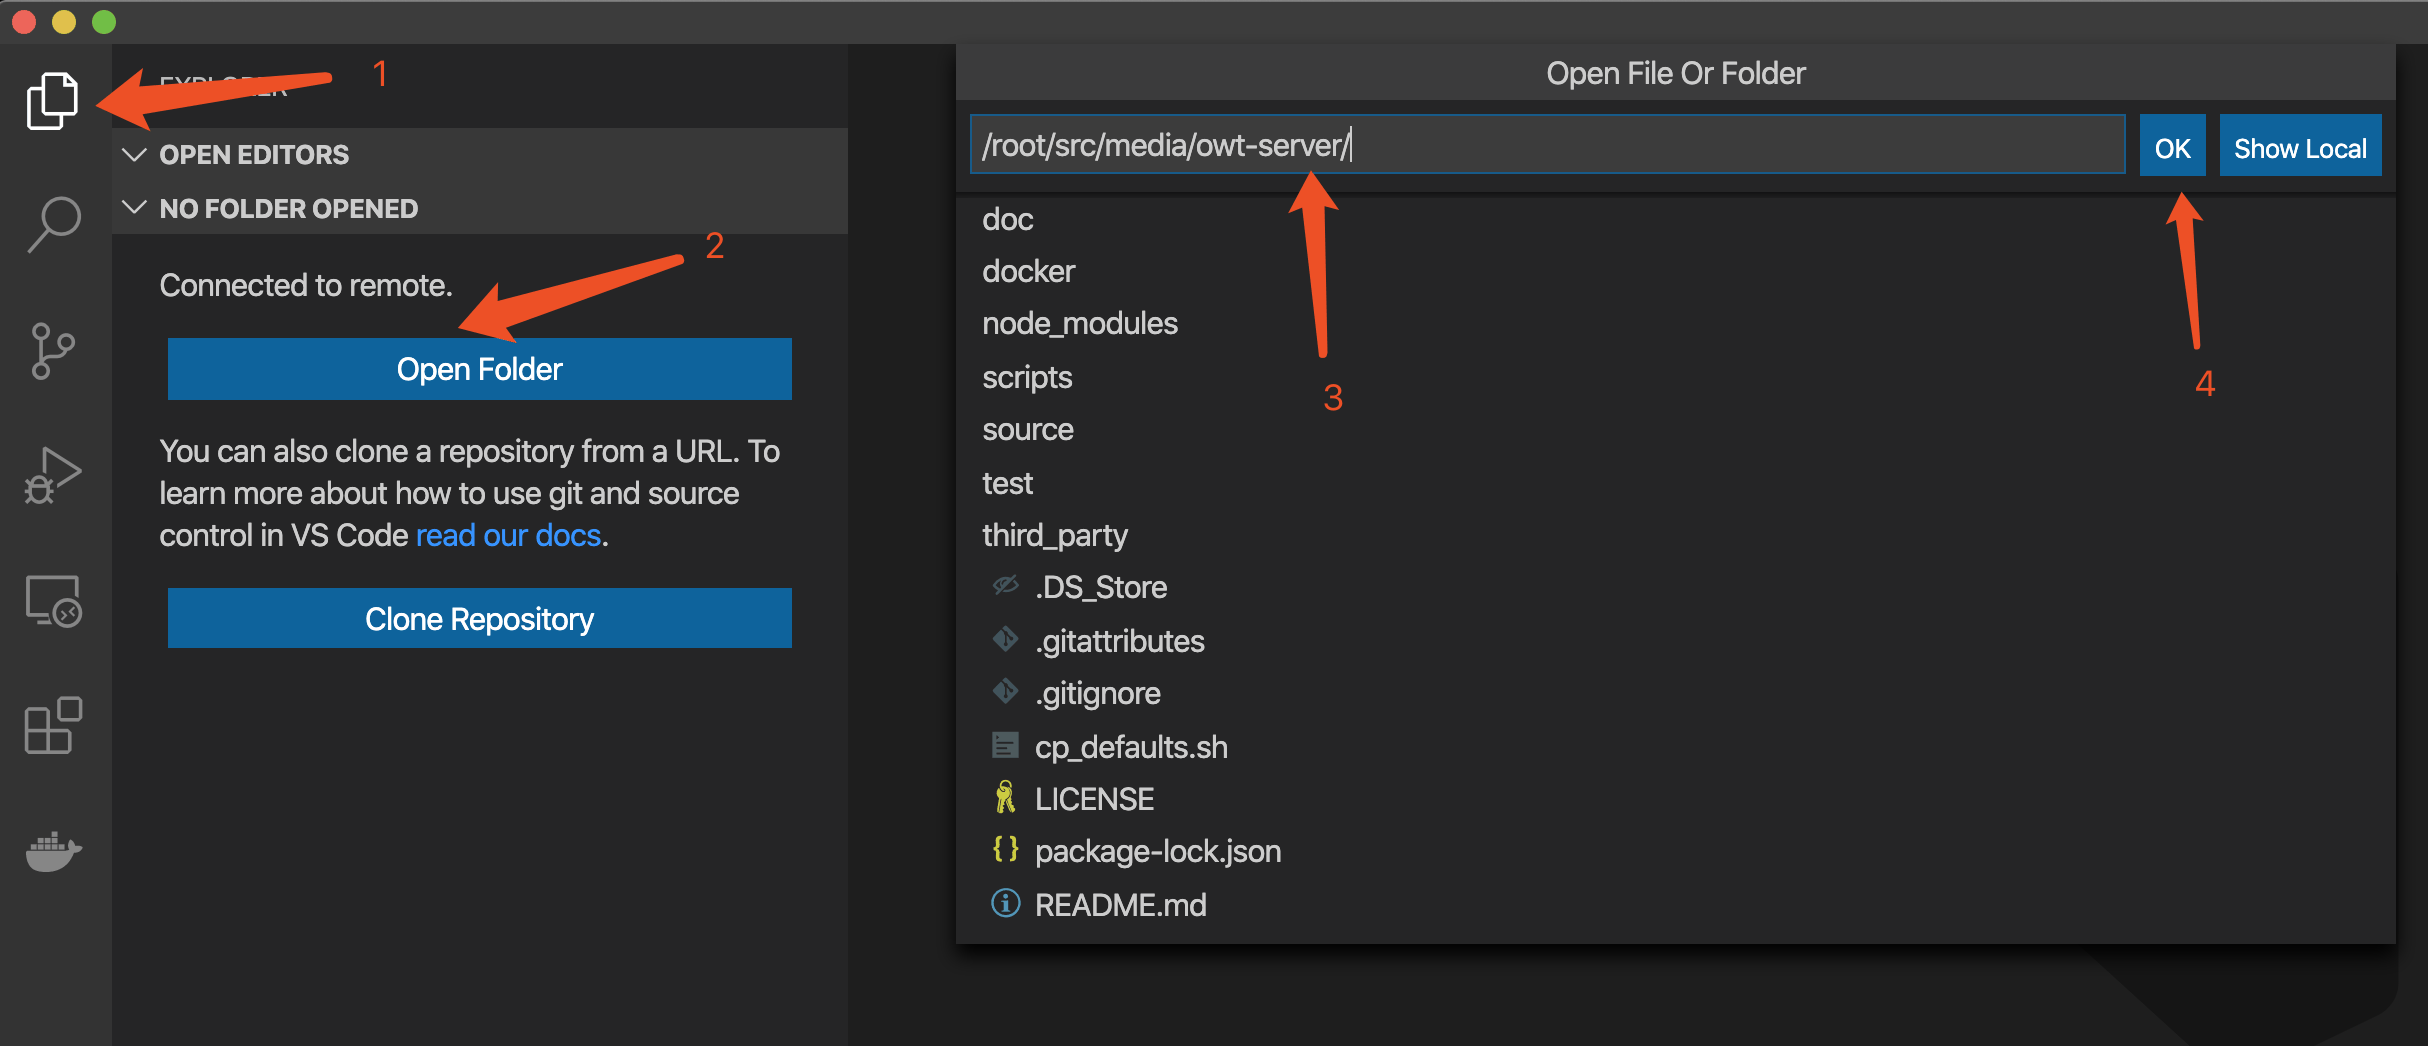 EXPLORER
1
OPEN EDITORS
NO FOLDER OPENED
2
Connected to remote.
Open Folder
You can also clone a repository from a URL. To
learn more about how to use git and source
control in VS Code read our docs.
Clone Repository
Open File Or Folder
/root/src/media/owt-server/
OK
Show Local
doc
docker
node_modules
scripts
3
4
source
test
third_party
.DS_Store
.gitattributes
.gitignore
cp_defaults.sh
LICENSE
{} package-lock.json
README.md